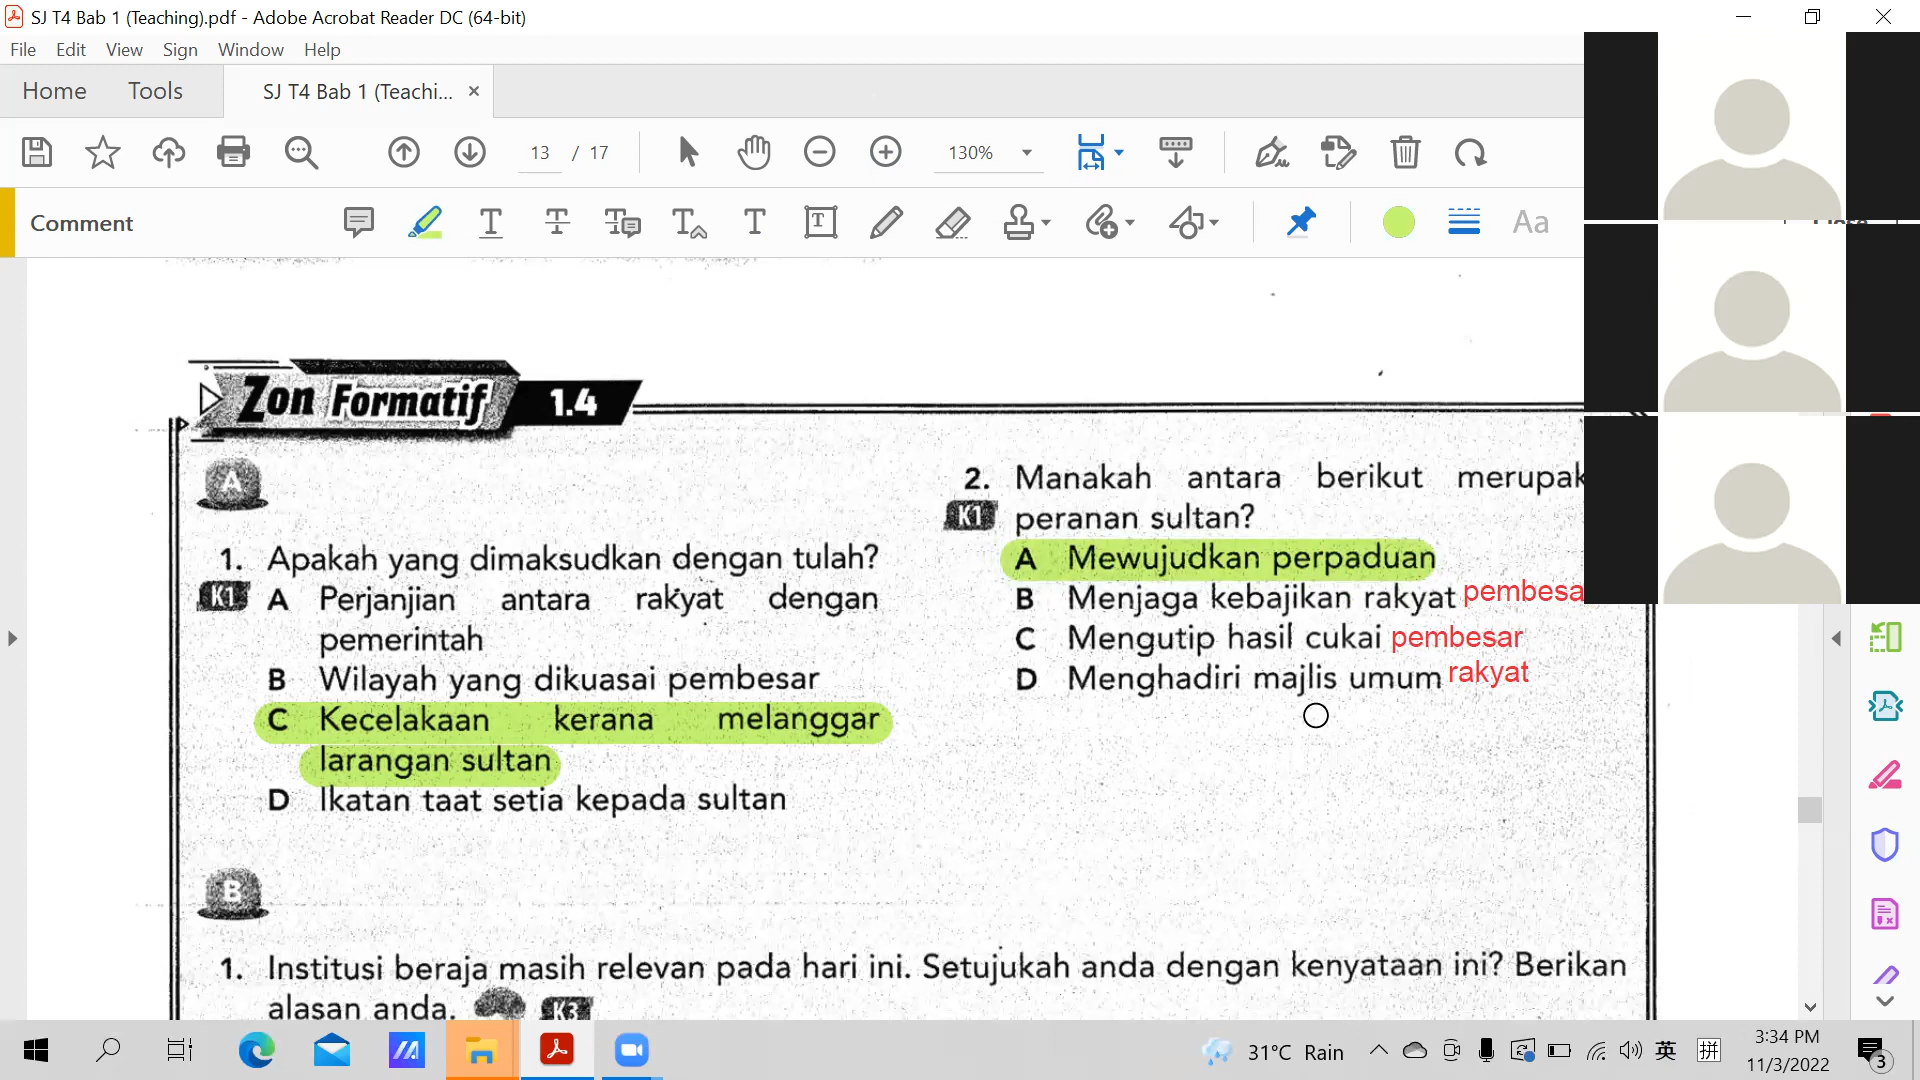 SJ T4 Bab 1 (Teaching).pdf - Adobe Acrobat Reader DC (64-bit)
File Edit View Sign Window Help
Home Tools SJ T4 Bab 1 (Teachi... ×
13 / 17 130%
Comment Aa
Zon Formatif 1.4
A
1. Apakah yang dimaksudkan dengan tulah?
K1 A Perjanjian antara rakyat dengan
pemerintah
B Wilayah yang dikuasai pembesar
C Kecelakaan kerana melanggar
larangan sultan
D Ikatan taat setia kepada sultan
2. Manakah antara berikut merupak
K1 peranan sultan?
A Mewujudkan perpaduan
B Menjaga kebajikan rakyat pembesa
C Mengutip hasil cukai pembesar
D Menghadiri majlis umum rakyat
B
1. Institusi beraja masih relevan pada hari ini. Setujukah anda dengan kenyataan ini? Berikan
alasan anda. K3
31°C Rain 英 拼 3:34 PM
11/3/2022 3